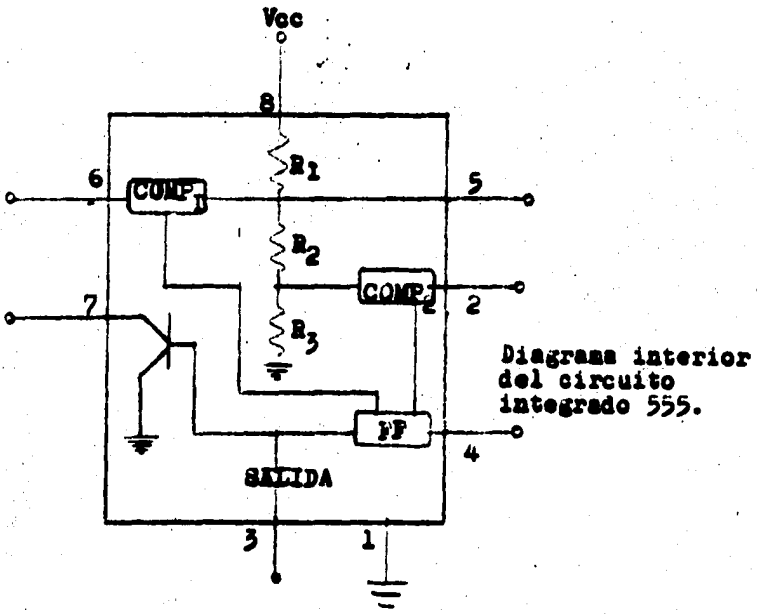 Vcc
8
R1
6
COMP1
5
R2
COMP2
2
7
R3
Diagrama interior
del circuito
integrado 555.
FF
4
SALIDA
3
1